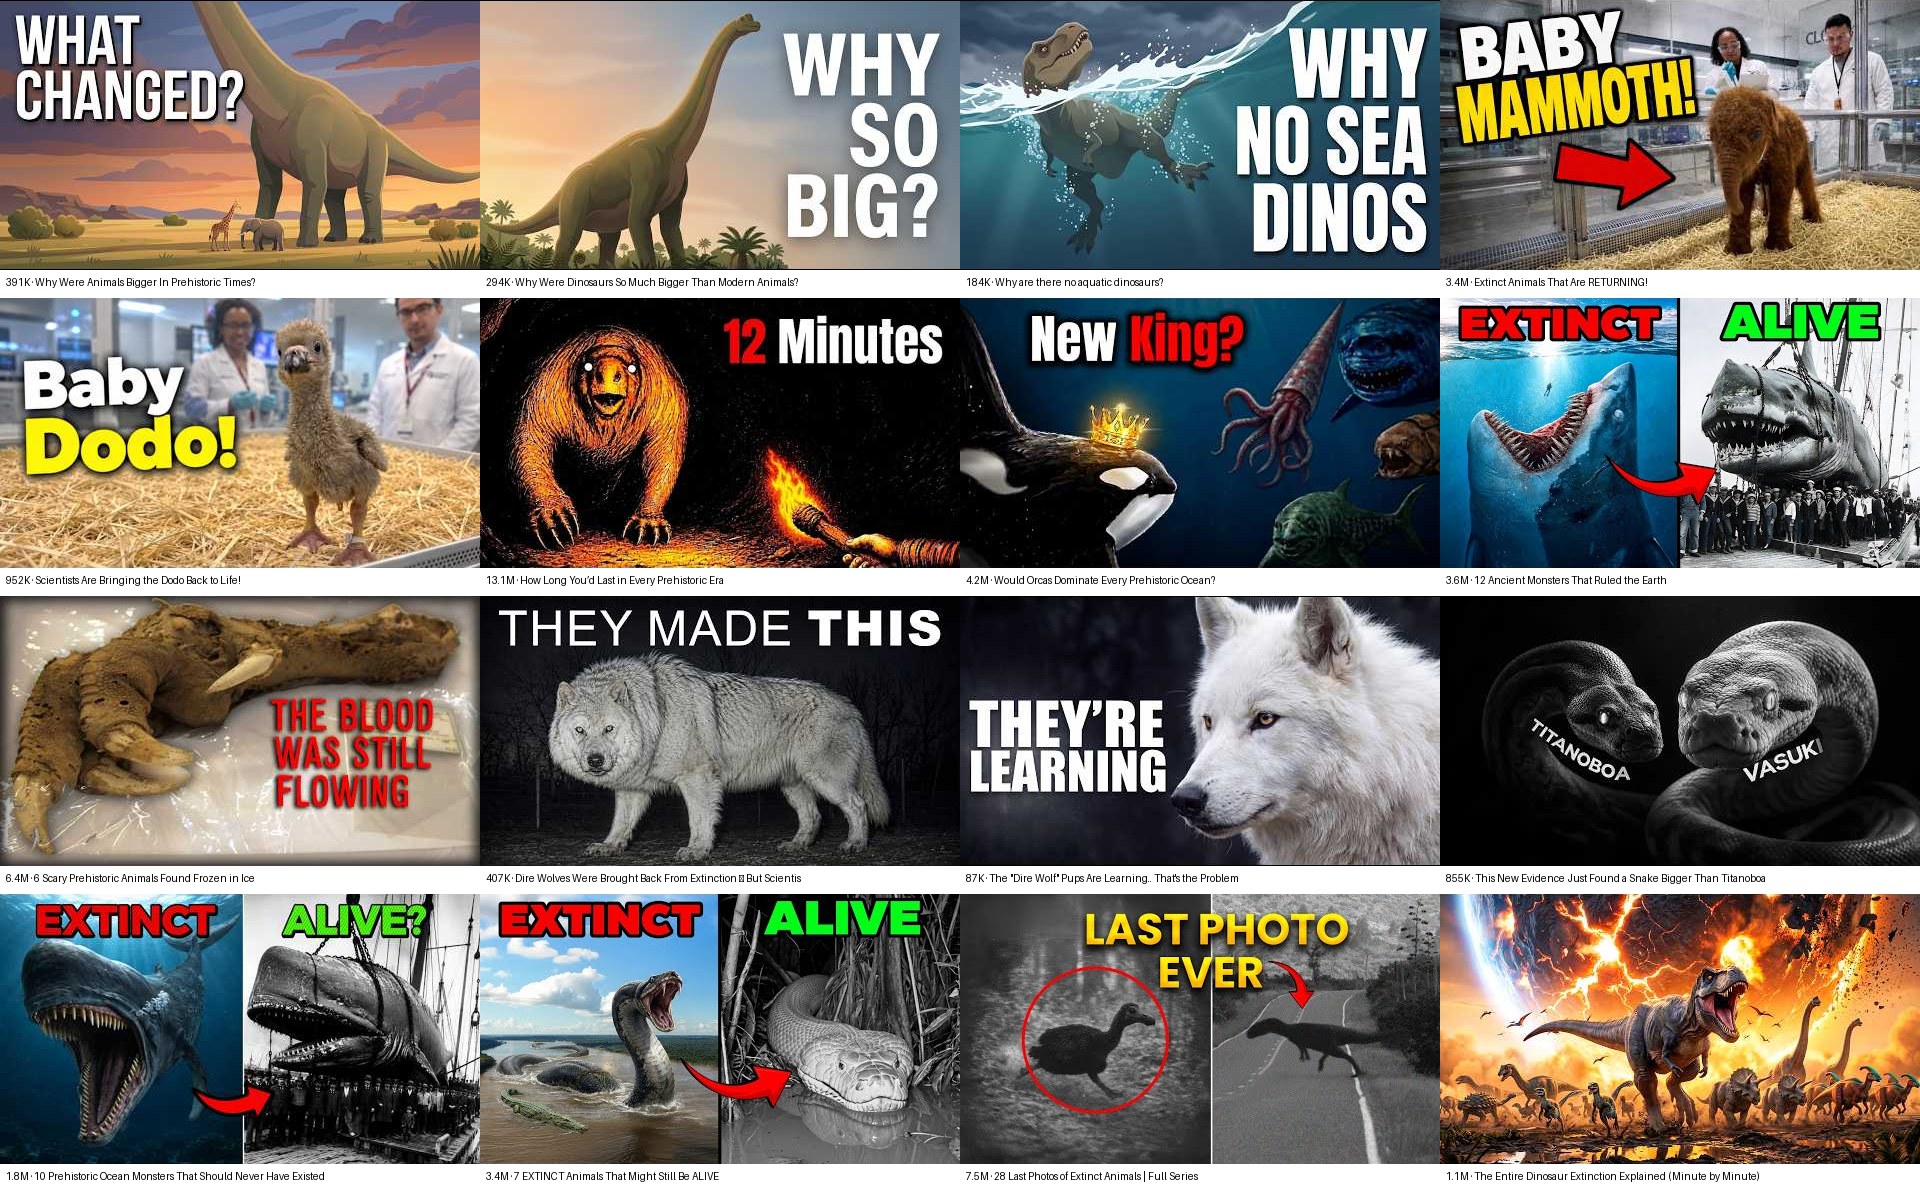 WHAT
CHANGED?
WHY
SO
BIG?
WHY
NO SEA
DINOS
BABY
MAMMOTH!
391K · Why Were Animals Bigger In Prehistoric Times?
294K · Why Were Dinosaurs So Much Bigger Than Modern Animals?
184K · Why are there no aquatic dinosaurs?
3.4M · Extinct Animals That Are RETURNING!
Baby
Dodo!
12 Minutes
New King?
EXTINCT
ALIVE
952K · Scientists Are Bringing the Dodo Back to Life!
13.1M · How Long You'd Last in Every Prehistoric Era
4.2M · Would Orcas Dominate Every Prehistoric Ocean?
3.6M · 12 Ancient Monsters That Ruled the Earth
THE BLOOD
WAS STILL
FLOWING
THEY MADE THIS
THEY'RE
LEARNING
TITANOBOA
VASUKI
6.4M · 6 Scary Prehistoric Animals Found Frozen in Ice
407K · Dire Wolves Were Brought Back From Extinction But Scientis
87K · The "Dire Wolf" Pups Are Learning.. That's the Problem
855K · This New Evidence Just Found a Snake Bigger Than Titanoboa
EXTINCT
ALIVE?
EXTINCT
ALIVE
LAST PHOTO
EVER
1.8M · 10 Prehistoric Ocean Monsters That Should Never Have Existed
3.4M · 7 EXTINCT Animals That Might Still Be ALIVE
7.5M · 28 Last Photos of Extinct Animals | Full Series
1.1M · The Entire Dinosaur Extinction Explained (Minute by Minute)